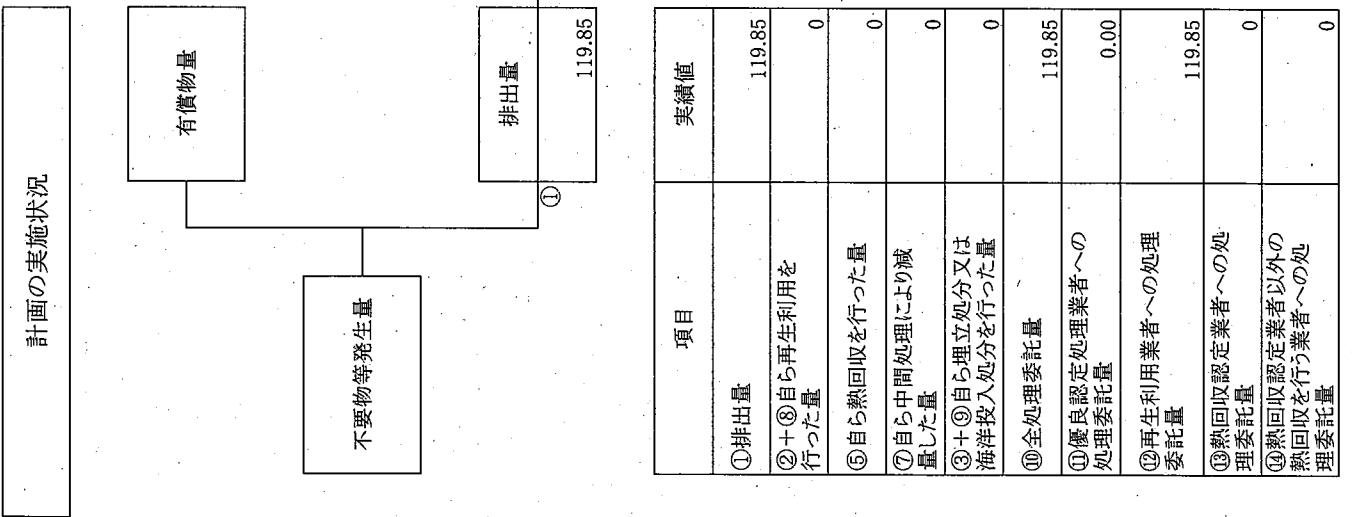 計画の実施状況
有償物量
不要物等発生量
排出量
①
119.85
項目
実績値
①排出量
119.85
②+⑧自ら再生利用を
行った量
0
⑤自ら熱回収を行った量
0
⑦自ら中間処理により減
量した量
0
③+⑨自ら埋立処分又は
海洋投入処分を行った量
0
⑩全処理委託量
119.85
⑪優良認定処理業者への
処理委託量
0.00
⑫再生利用業者への処理
委託量
119.85
⑬熱回収認定業者への処
理委託量
0
⑭熱回収認定業者以外の
熱回収を行う業者への処
理委託量
0